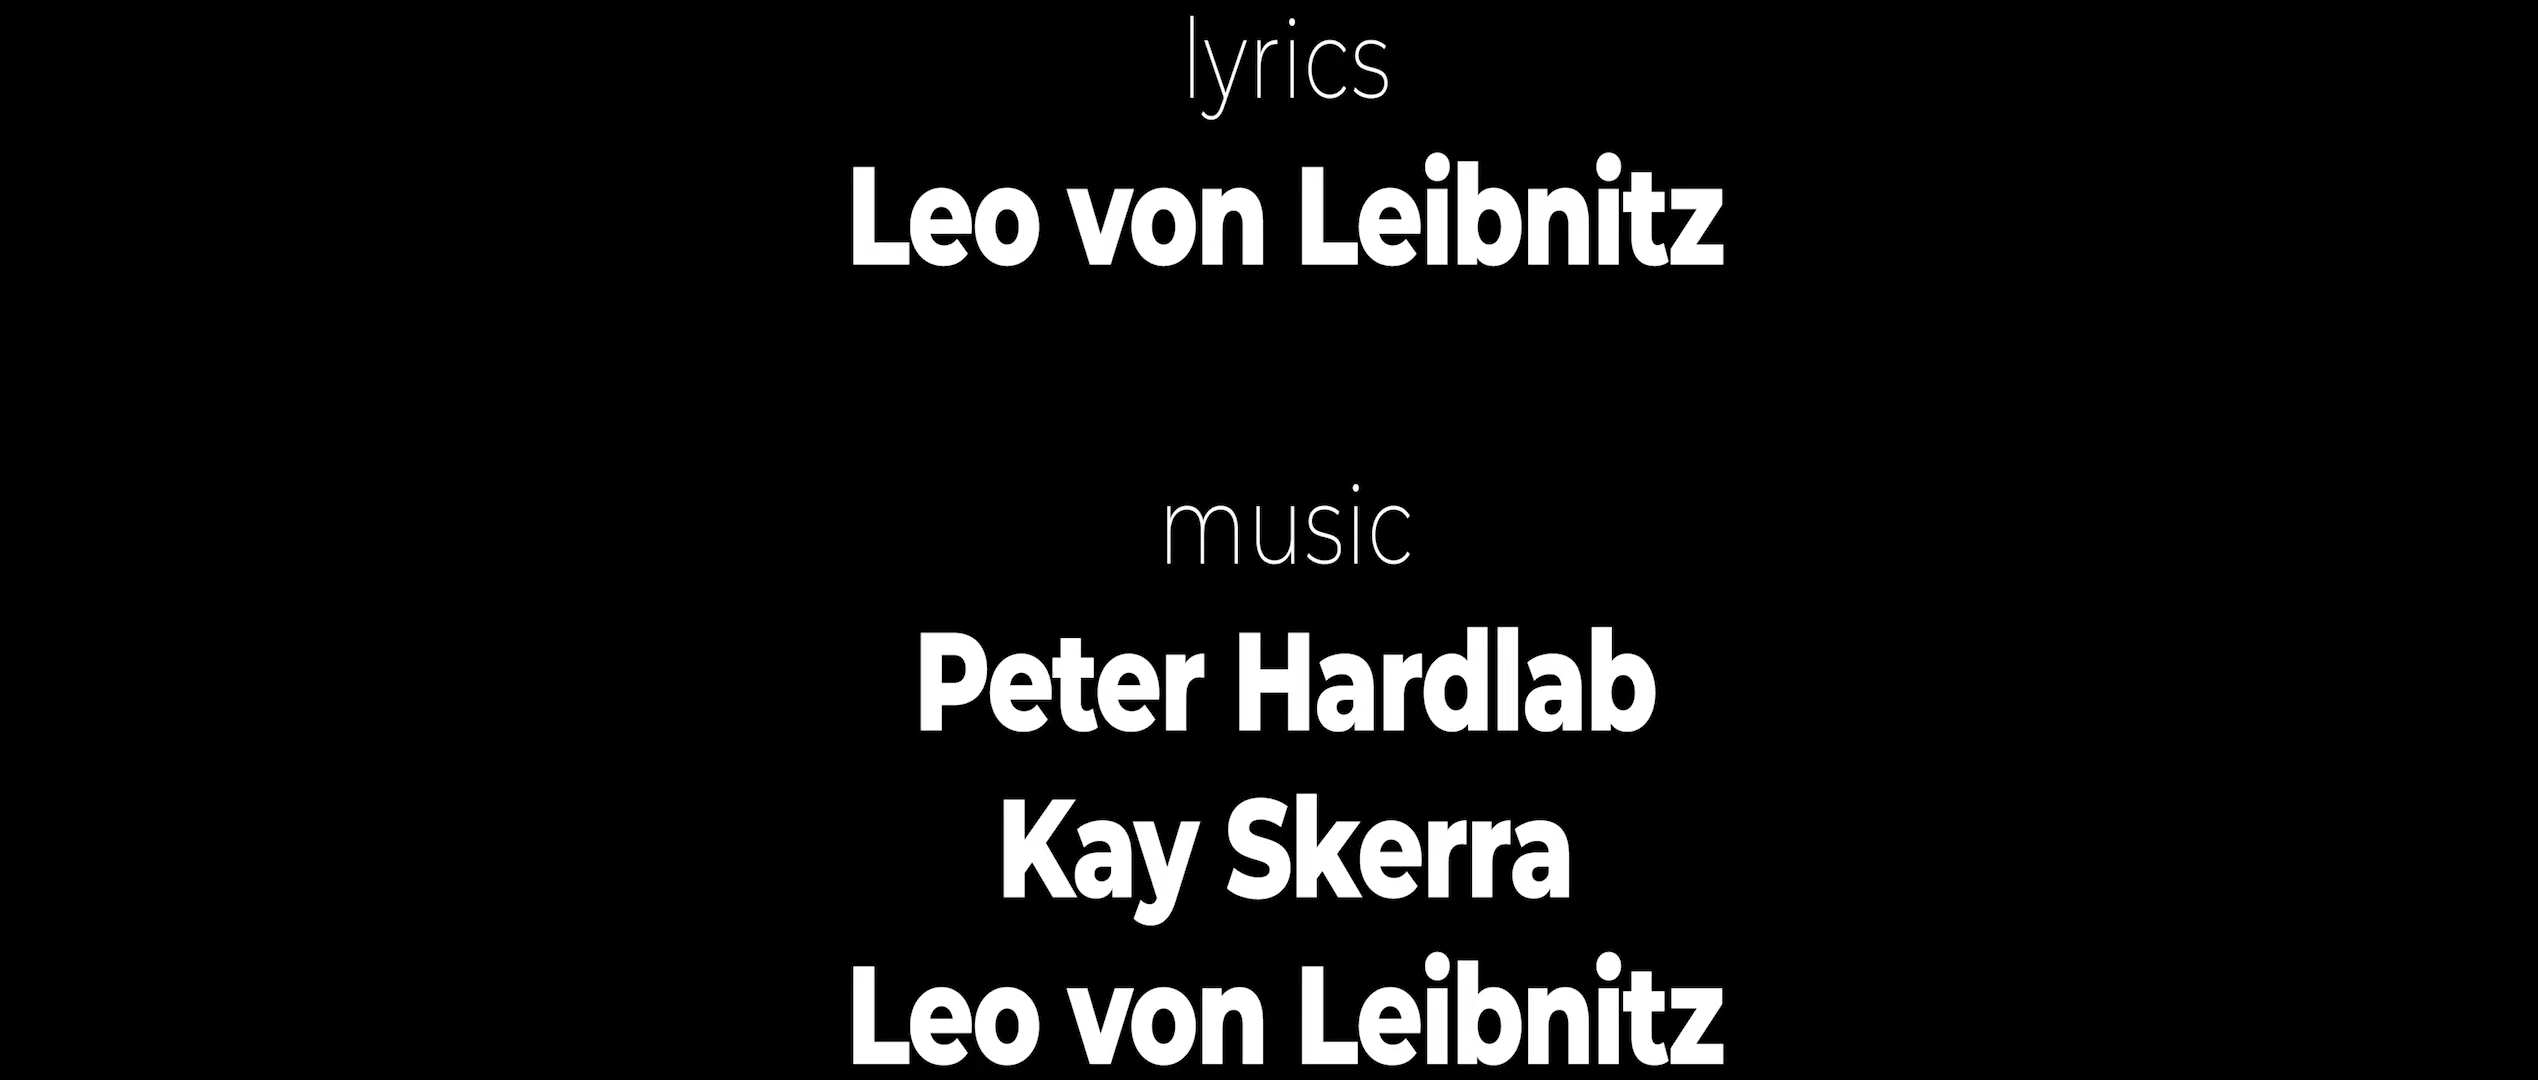 lyrics
Leo von Leibnitz
music
Peter Hardlab
Kay Skerra
Leo von Leibnitz